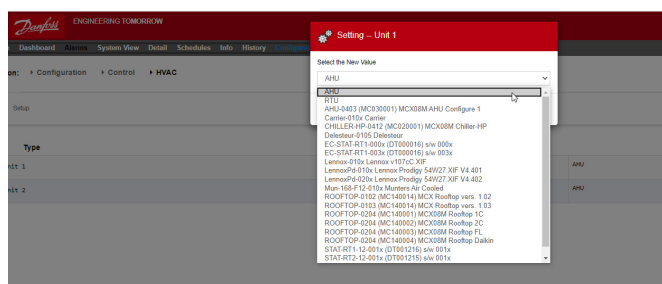 Danfoss ENGINEERING TOMORROW
Dashboard Alarms System View Detail Schedules Info History
on: Configuration Control HVAC
Setup
Type
nit 1 AHU
nit 2 AHU
Setting – Unit 1
Select the New Value
AHU
AHU
RTU
AHU-0403 (MC030001) MCX08M AHU Configure 1
Carrier-010x Carrier
CHILLER-HP-0412 (MC020001) MCX08M Chiller-HP
Delesteur-0105 Delesteur
EC-STAT-RT1-000x (DT000016) s/w 000x
EC-STAT-RT1-003x (DT000016) s/w 003x
Lennox-010x Lennox v107cC.XIF
LennoxPd-010x Lennox Prodigy 54W27.XIF V4.401
LennoxPd-020x Lennox Prodigy 54W27.XIF V4.402
Mun-168-F12-010x Munters Air Cooled
ROOFTOP-0102 (MC140014) MCX Rooftop vers. 1.02
ROOFTOP-0103 (MC140014) MCX Rooftop vers. 1.03
ROOFTOP-0204 (MC140001) MCX08M Rooftop 1C
ROOFTOP-0204 (MC140002) MCX08M Rooftop 2C
ROOFTOP-0204 (MC140003) MCX08M Rooftop FL
ROOFTOP-0204 (MC140004) MCX08M Rooftop Daikin
STAT-RT1-12-001x (DT001216) s/w 001x
STAT-RT2-12-001x (DT001215) s/w 001x